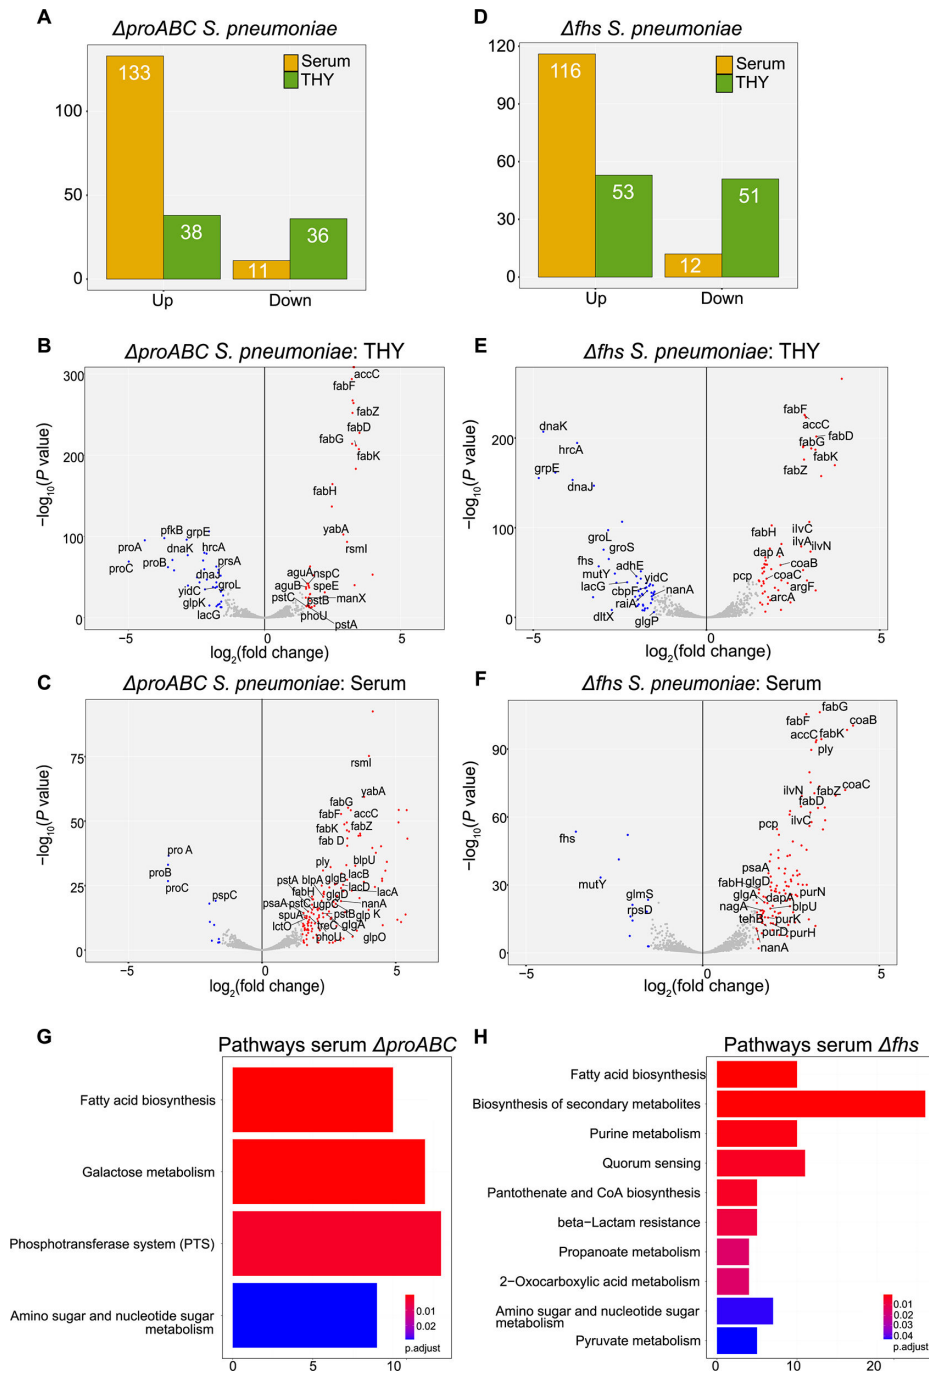 A
ΔproABC S. pneumoniae
Serum
THY
133
38
11
36
100
50
0
Up
Down
D
Δfhs S. pneumoniae
Serum
THY
116
53
12
51
120
90
60
30
0
Up
Down
B
ΔproABC S. pneumoniae: THY
−log10(P value)
300
200
100
0
accC
fabF
fabZ
fabD
fabG
fabK
fabH
yabA
rsmI
pfkB
grpE
proA
dnaK
hrcA
proC
proB
prsA
dnaJ
groL
yidC
glpK
lacG
aguA
nspC
aguB
speE
pstC
pstB
manX
phoU
pstA
−5
0
5
log2(fold change)
E
Δfhs S. pneumoniae: THY
−log10(P value)
200
100
0
fabF
accC
fabD
fabG
fabK
fabZ
dnaK
hrcA
grpE
dnaJ
groL
groS
fhs
adhE
mutY
yidC
lacG
cbpF
nanA
raiA
dltX
glgP
fabH
ilvC
ilvA
ilvN
dap A
coaB
pcp
coaC
argF
arcA
−5
0
5
log2(fold change)
C
ΔproABC S. pneumoniae: Serum
−log10(P value)
75
50
25
0
rsmI
yabA
fabG
fabF
accC
fabK
fabZ
fab D
pro A
proB
proC
pspC
ply
blpU
pstA
blpA
glgB
lacB
fabH
glgD
lacD
lacA
psaA
pstC
ugpC
nanA
spuA
pstB
glp K
lctO
treC
glgA
phoU
glpO
−5
0
5
log2(fold change)
F
Δfhs S. pneumoniae: Serum
−log10(P value)
90
60
30
0
fabG
fabF
coaB
accC
fabK
ply
ilvN
fabZ
coaC
fabD
pcp
ilvC
fhs
mutY
glmS
rpsD
psaA
fabH
glgD
glgA
dapA
purN
nagA
blpU
tehB
purK
purD
purH
nanA
−5
0
5
log2(fold change)
G
Pathways serum ΔproABC
Fatty acid biosynthesis
Galactose metabolism
Phosphotransferase system (PTS)
Amino sugar and nucleotide sugar
metabolism
0.01
0.02
p.adjust
0
5
10
H
Pathways serum Δfhs
Fatty acid biosynthesis
Biosynthesis of secondary metabolites
Purine metabolism
Quorum sensing
Pantothenate and CoA biosynthesis
beta−Lactam resistance
Propanoate metabolism
2−Oxocarboxylic acid metabolism
Amino sugar and nucleotide sugar
metabolism
Pyruvate metabolism
0.01
0.02
0.03
0.04
p.adjust
0
10
20